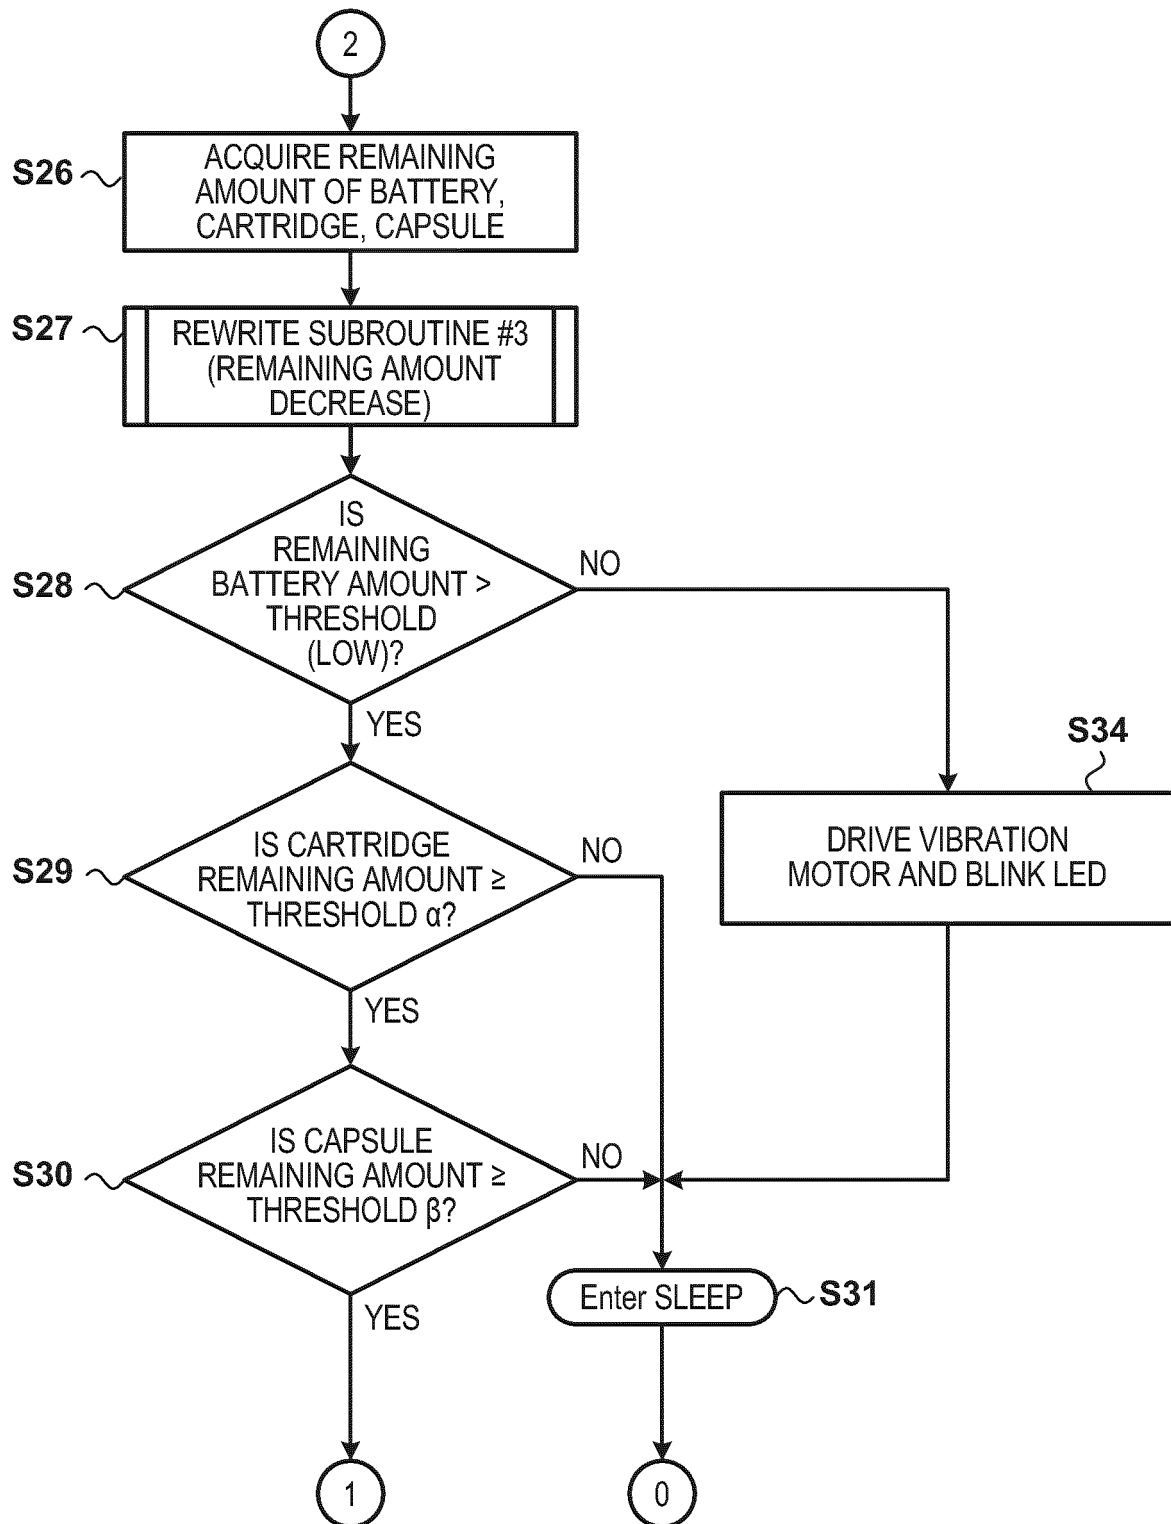 2
S26
ACQUIRE REMAINING
AMOUNT OF BATTERY,
CARTRIDGE, CAPSULE
S27
REWRITE SUBROUTINE #3
(REMAINING AMOUNT
DECREASE)
S28
IS
REMAINING
BATTERY AMOUNT >
THRESHOLD
(LOW)?
NO
YES
S34
DRIVE VIBRATION
MOTOR AND BLINK LED
S29
IS CARTRIDGE
REMAINING AMOUNT ≥
THRESHOLD α?
NO
YES
S30
IS CAPSULE
REMAINING AMOUNT ≥
THRESHOLD β?
NO
YES
Enter SLEEP
S31
1
0